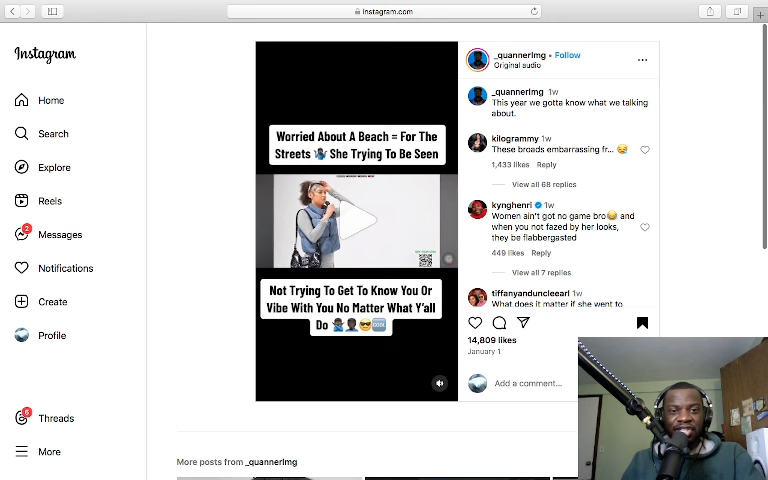 instagram.com
Instagram
Home
Search
Explore
Reels
2
Messages
Notifications
Create
Profile
6
Threads
More
Worried About A Beach = For The
Streets 🤷🏿‍♂️ She Trying To Be Seen
Not Trying To Get To Know You Or
Vibe With You No Matter What Y'all
Do 🤷🏿‍♂️🤦🏿‍♂️😎🆒
_quannerlmg • Follow
Original audio
_quannerlmg 1w
This year we gotta know what we talking
about.
kilogrammy 1w
These broads embarrassing fr... 😪
1,433 likes Reply
View all 68 replies
kynghenri 1w
Women ain't got no game bro😂 and
when you not fazed by her looks,
they be flabbergasted
449 likes Reply
View all 7 replies
tiffanyanduncleearl 1w
What does it matter if she went to
14,809 likes
January 1
Add a comment...
More posts from _quannerlmg